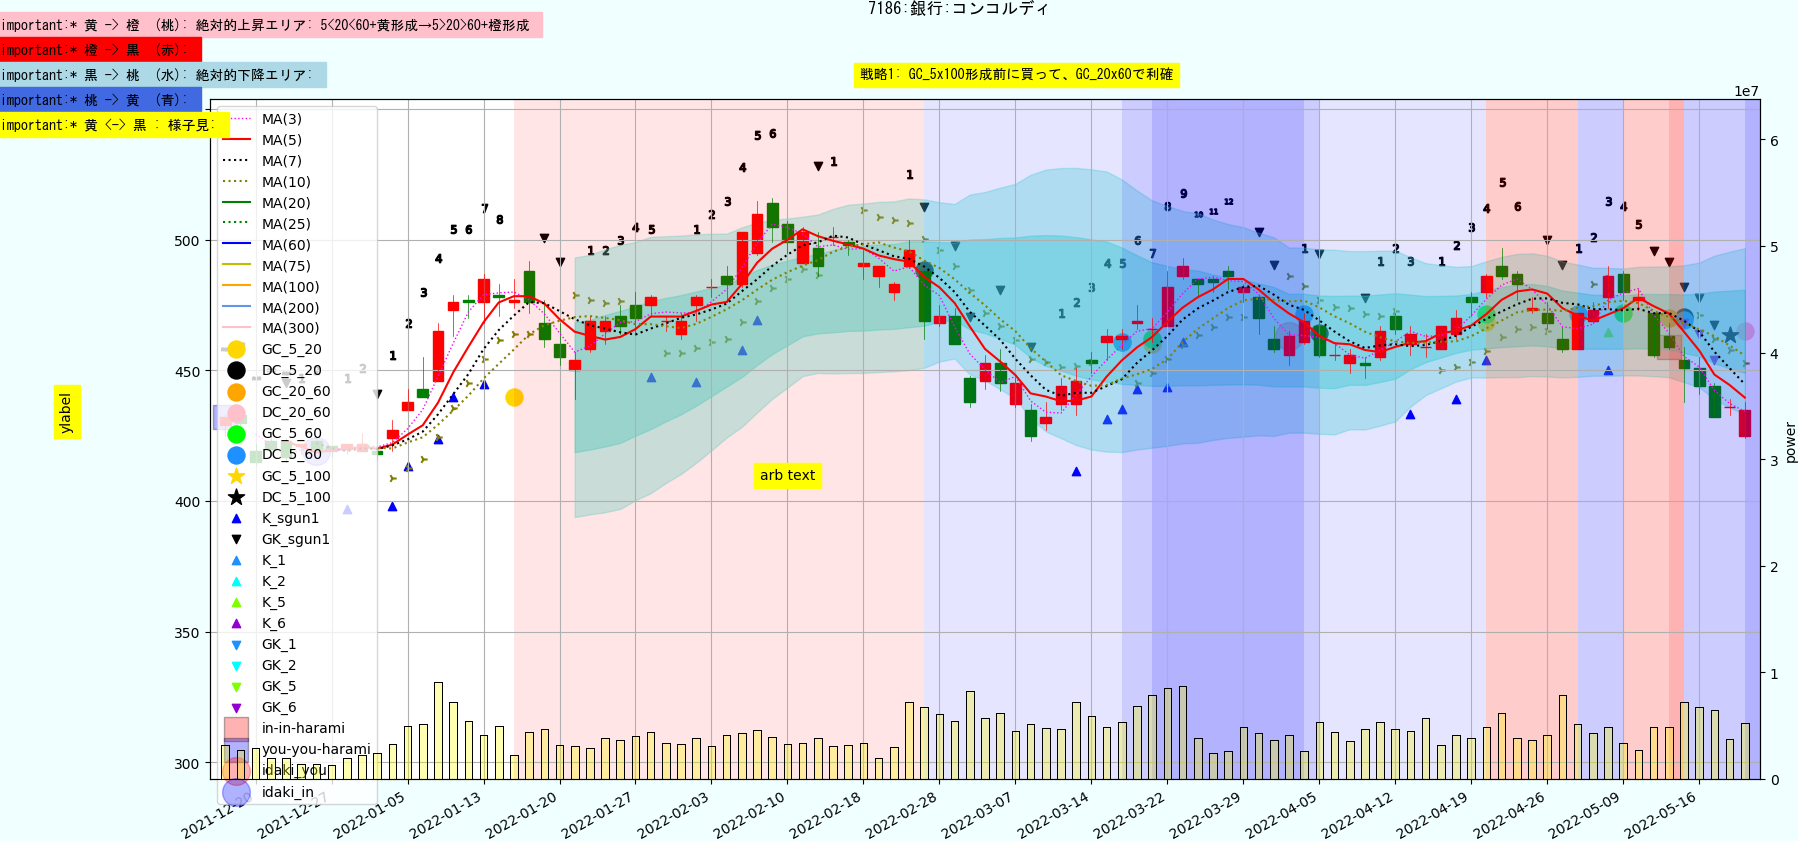 7186:銀行:コンコルディ
important:* 黄 -> 橙 （桃）: 絶対的上昇エリア: 5<20<60+黄形成→5>20>60+橙形成
important:* 橙 -> 黒 （赤）:
important:* 黒 -> 桃 （水）: 絶対的下降エリア:
戦略1: GC_5x100形成前に買って、GC_20x60で利確
important:* 桃 -> 黄 （青）:
important:* 黄 <-> 黒 : 様子見:
1e7
MA(3)
MA(5)
MA(7)
MA(10)
MA(20)
MA(25)
MA(60)
MA(75)
MA(100)
MA(200)
MA(300)
GC_5_20
DC_5_20
GC_20_60
DC_20_60
GC_5_60
DC_5_60
GC_5_100
DC_5_100
K_sgun1
GK_sgun1
K_1
K_2
K_5
K_6
GK_1
GK_2
GK_5
GK_6
in-in-harami
you-you-harami
idaki_you
idaki_in
ylabel
arb text
power
500
450
400
350
300
6
5
4
3
2
1
0
2021-12-20
2021-12-27
2022-01-05
2022-01-13
2022-01-20
2022-01-27
2022-02-03
2022-02-10
2022-02-18
2022-02-28
2022-03-07
2022-03-14
2022-03-22
2022-03-29
2022-04-05
2022-04-12
2022-04-19
2022-04-26
2022-05-09
2022-05-16